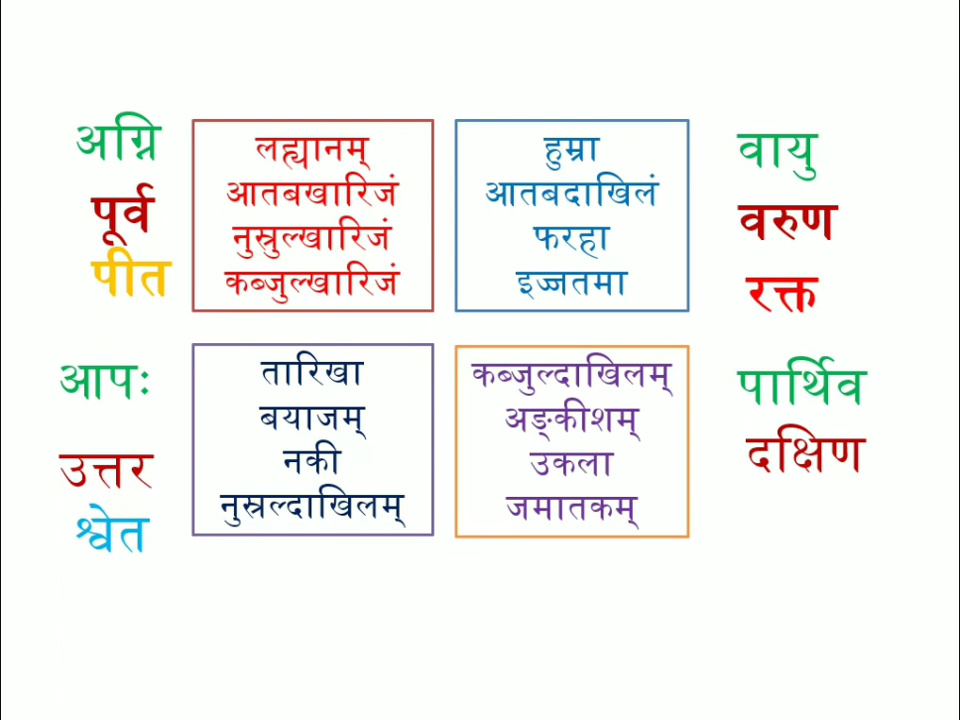 अग्नि
पूर्व
पीत
लह्यानम्
आतबखारिजं
नुस्रुल्खारिजं
कब्जुल्खारिजं
हुम्रा
आतबदाखिलं
फरहा
इज्जतमा
वायु
वरुण
रक्त
आपः
उत्तर
श्वेत
तारिखा
बयाजम्
नकी
नुस्रल्दाखिलम्
कब्जुल्दाखिलम्
अङ्कीशम्
उकला
जमातकम्
पार्थिव
दक्षिण